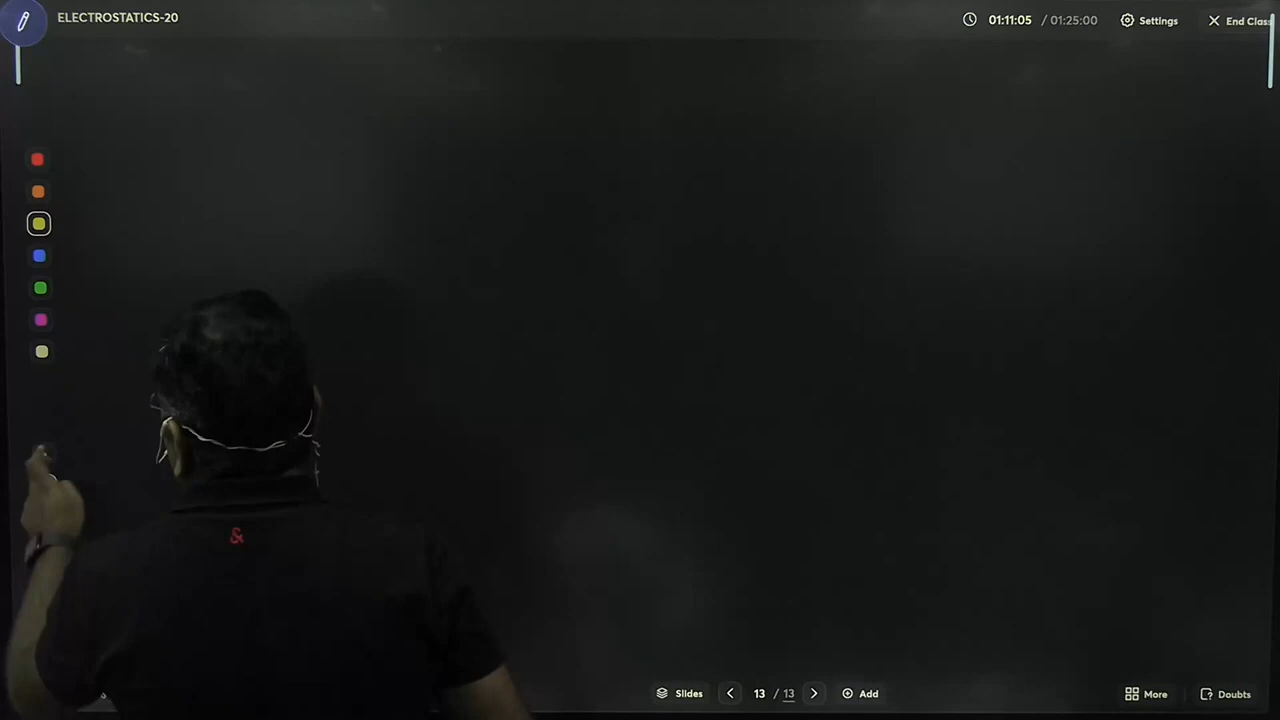 ELECTROSTATICS-20
01:11:05 / 01:25:00
Settings
End Class
&
Slides
13 / 13
Add
More
Doubts